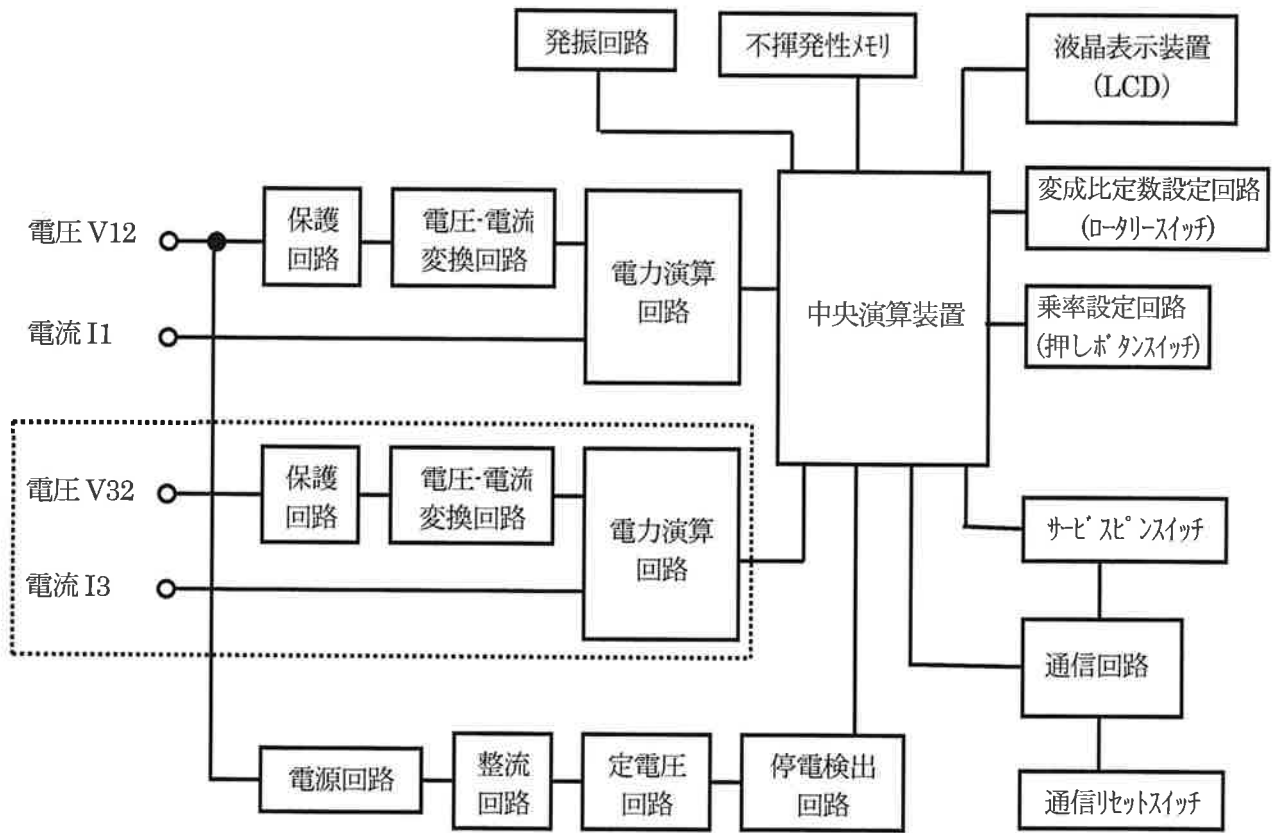 発振回路
不揮発性ﾒﾓﾘ
液晶表示装置
(LCD)
変成比定数設定回路
(ﾛｰﾀﾘｰｽｲｯﾁ)
乗率設定回路
(押しﾎﾞﾀﾝｽｲｯﾁ)
電圧 V12
保護
回路
電圧-電流
変換回路
電力演算
回路
中央演算装置
電流 I1
電圧 V32
保護
回路
電圧-電流
変換回路
電力演算
回路
電流 I3
ｻｰﾋﾞｽﾋﾟﾝｽｲｯﾁ
通信回路
通信ﾘｾｯﾄｽｲｯﾁ
電源回路
整流
回路
定電圧
回路
停電検出
回路